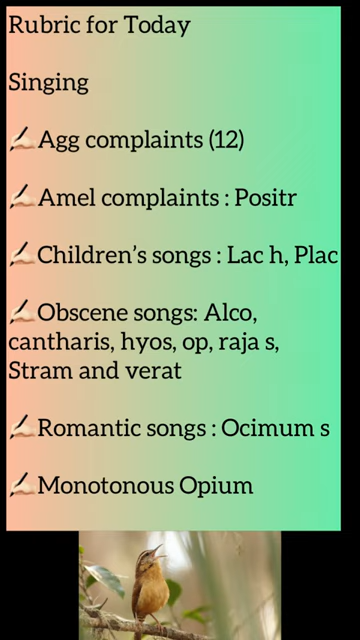 Rubric for Today
Singing
✍🏻Agg complaints (12)
✍🏻Amel complaints : Positr
✍🏻Children’s songs : Lac h, Plac
✍🏻Obscene songs: Alco,
cantharis, hyos, op, raja s,
Stram and verat
✍🏻Romantic songs : Ocimum s
✍🏻Monotonous Opium